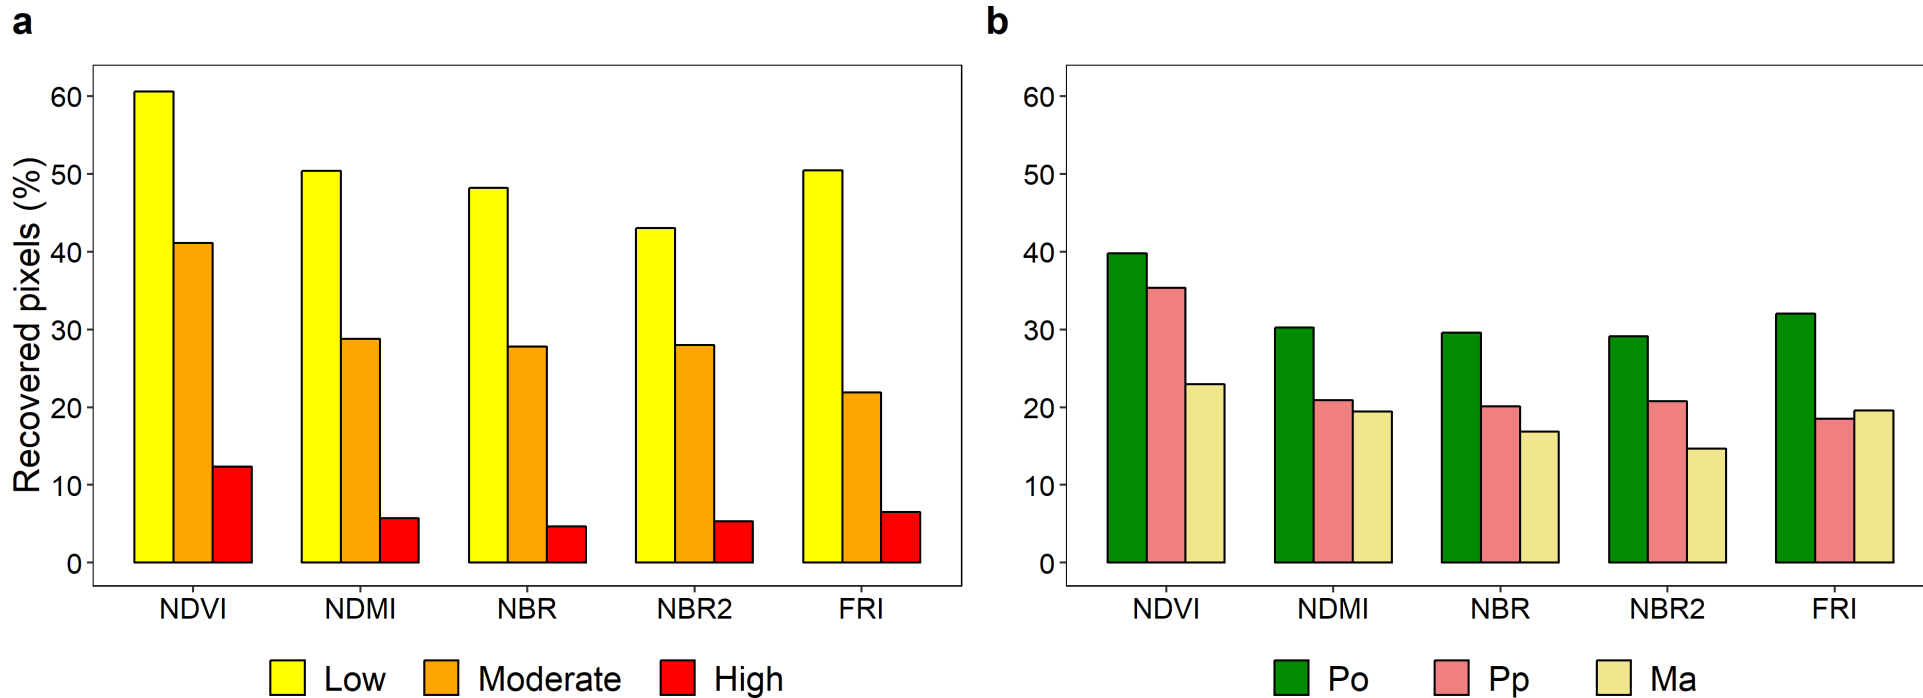 a
Recovered pixels (%)
60
50
40
30
20
10
0
NDVI NDMI NBR NBR2 FRI
Low Moderate High
b
60
50
40
30
20
10
0
NDVI NDMI NBR NBR2 FRI
Po Pp Ma